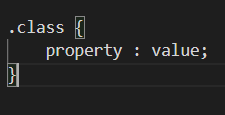 .class {
    property : value;
}